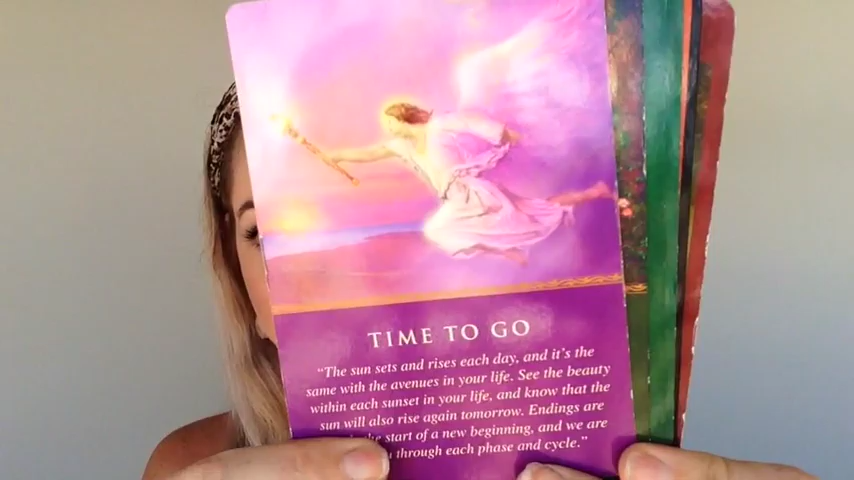 TIME TO GO
"The sun sets and rises each day, and it's the
same with the avenues in your life. See the beauty
within each sunset in your life, and know that the
sun will also rise again tomorrow. Endings are
start of a new beginning, and we are
through each phase and cycle."